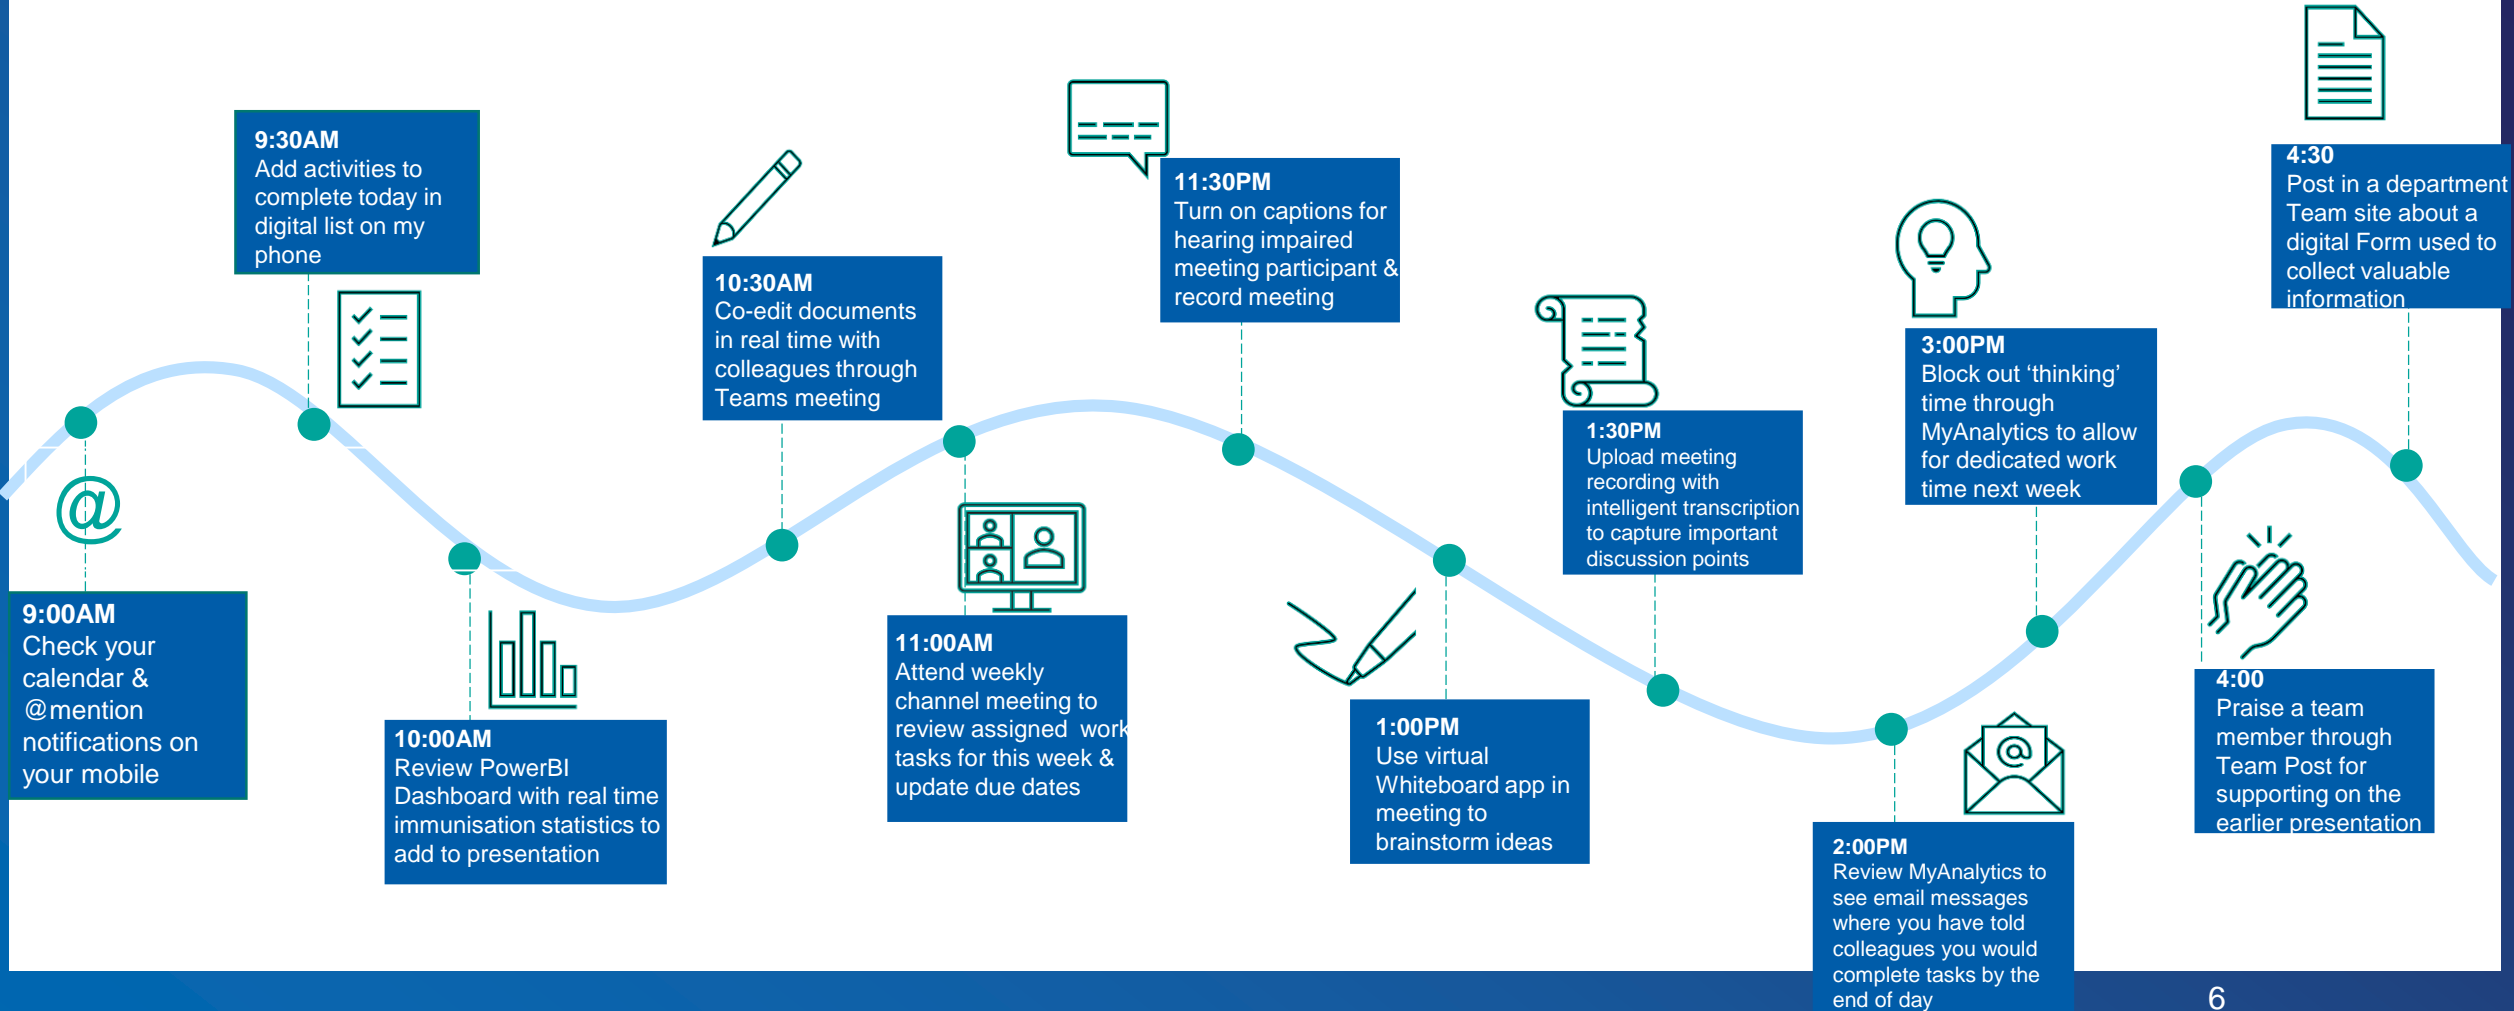 9:00AM
Check your
calendar &
@mention
notifications on
your mobile
9:30AM
Add activities to
complete today in
digital list on my
phone
10:00AM
Review PowerBI
Dashboard with real time
immunisation statistics to
add to presentation
10:30AM
Co-edit documents
in real time with
colleagues through
Teams meeting
11:00AM
Attend weekly
channel meeting to
review assigned  work
tasks for this week &
update due dates
11:30PM
Turn on captions for
hearing impaired
meeting participant &
record meeting
1:00PM
Use virtual
Whiteboard app in
meeting to
brainstorm ideas
1:30PM
Upload meeting
recording with
intelligent transcription
to capture important
discussion points
2:00PM
Review MyAnalytics to
see email messages
where you have told
colleagues you would
complete tasks by the
end of day
3:00PM
Block out ‘thinking’
time through
MyAnalytics to allow
for dedicated work
time next week
4:00
Praise a team
member through
Team Post for
supporting on the
earlier presentation
4:30
Post in a department
Team site about a
digital Form used to
collect valuable
information
@
@
6